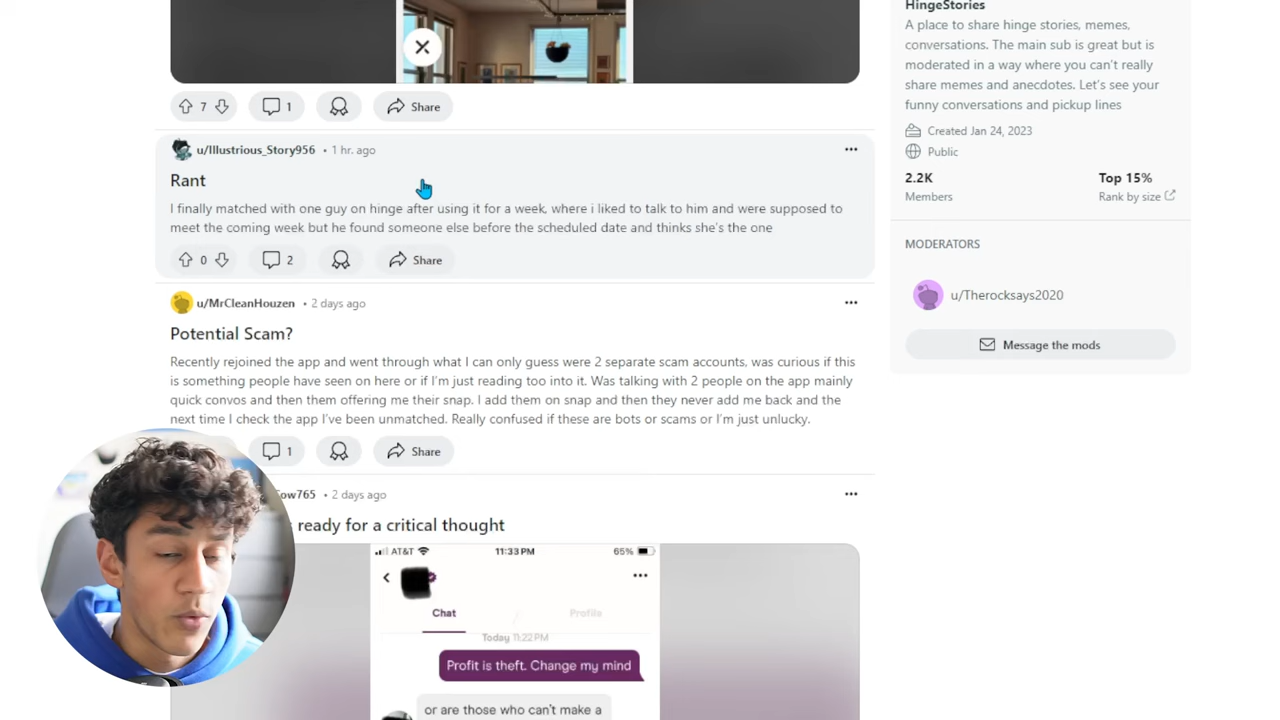 7
1
Share
u/Illustrious_Story956 • 1 hr. ago
Rant
I finally matched with one guy on hinge after using it for a week, where i liked to talk to him and were supposed to
meet the coming week but he found someone else before the scheduled date and thinks she's the one
0
2
Share
u/MrCleanHouzen • 2 days ago
Potential Scam?
Recently rejoined the app and went through what I can only guess were 2 separate scam accounts, was curious if this
is something people have seen on here or if I'm just reading too into it. Was talking with 2 people on the app mainly
quick convos and then them offering me their snap. I add them on snap and then they never add me back and the
next time I check the app I've been unmatched. Really confused if these are bots or scams or I'm just unlucky.
1
Share
765 • 2 days ago
ready for a critical thought
AT&T
11:33 PM
65%
Chat
Profile
Today 11:22PM
Profit is theft. Change my mind
or are those who can't make a
HingeStories
A place to share hinge stories, memes,
conversations. The main sub is great but is
moderated in a way where you can't really
share memes and anecdotes. Let's see your
funny conversations and pickup lines
Created Jan 24, 2023
Public
2.2K
Top 15%
Members
Rank by size
MODERATORS
u/Therocksays2020
Message the mods